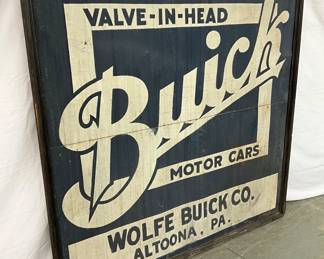 VALVE-IN-HEAD
Buick
MOTOR CARS
WOLFE BUICK CO.
ALTOONA, PA.